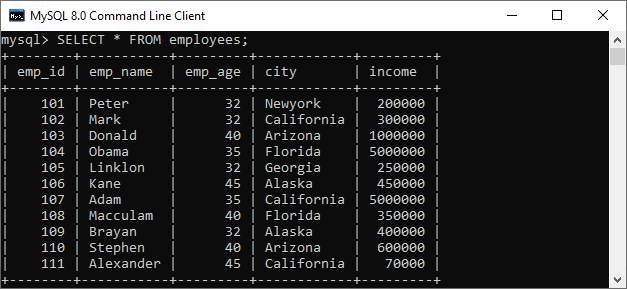 MySQL 8.0 Command Line Client
mysql> SELECT * FROM employees;
+--------+-----------+---------+------------+---------+
| emp_id | emp_name  | emp_age | city       | income  |
+--------+-----------+---------+------------+---------+
|    101 | Peter     |      32 | Newyork    |  200000 |
|    102 | Mark      |      32 | California |  300000 |
|    103 | Donald    |      40 | Arizona    | 1000000 |
|    104 | Obama     |      35 | Florida    | 5000000 |
|    105 | Linklon   |      32 | Georgia    |  250000 |
|    106 | Kane      |      45 | Alaska     |  450000 |
|    107 | Adam      |      35 | California | 5000000 |
|    108 | Macculam  |      40 | Florida    |  350000 |
|    109 | Brayan    |      32 | Alaska     |  400000 |
|    110 | Stephen   |      40 | Arizona    |  600000 |
|    111 | Alexander |      45 | California |   70000 |
+--------+-----------+---------+------------+---------+